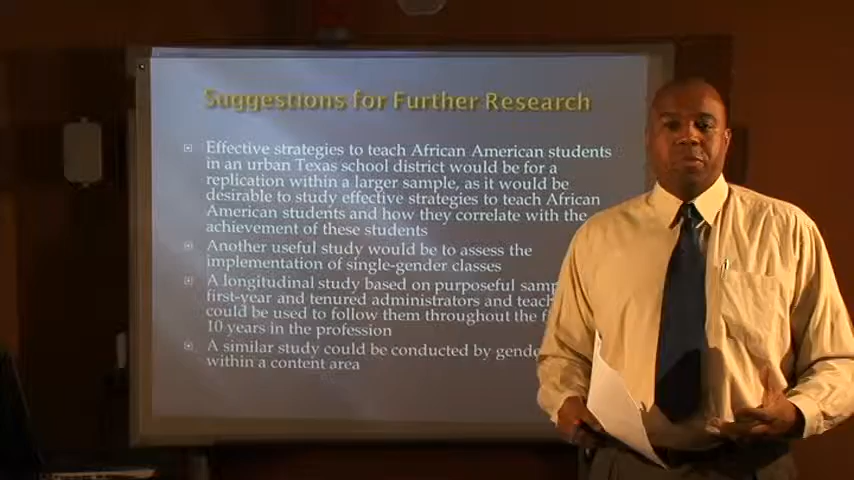 Suggestions for Further Research
Effective strategies to teach African American students
in an urban Texas school district would be for a
replication within a larger sample, as it would be
desirable to study effective strategies to teach African
American students and how they correlate with the
achievement of these students
Another useful study would be to assess the
implementation of single-gender classes
A longitudinal study based on purposeful
first-year and tenured administrators and
could be used to follow them throughout the
10 years in the profession
A similar study could be conducted by
within a content area